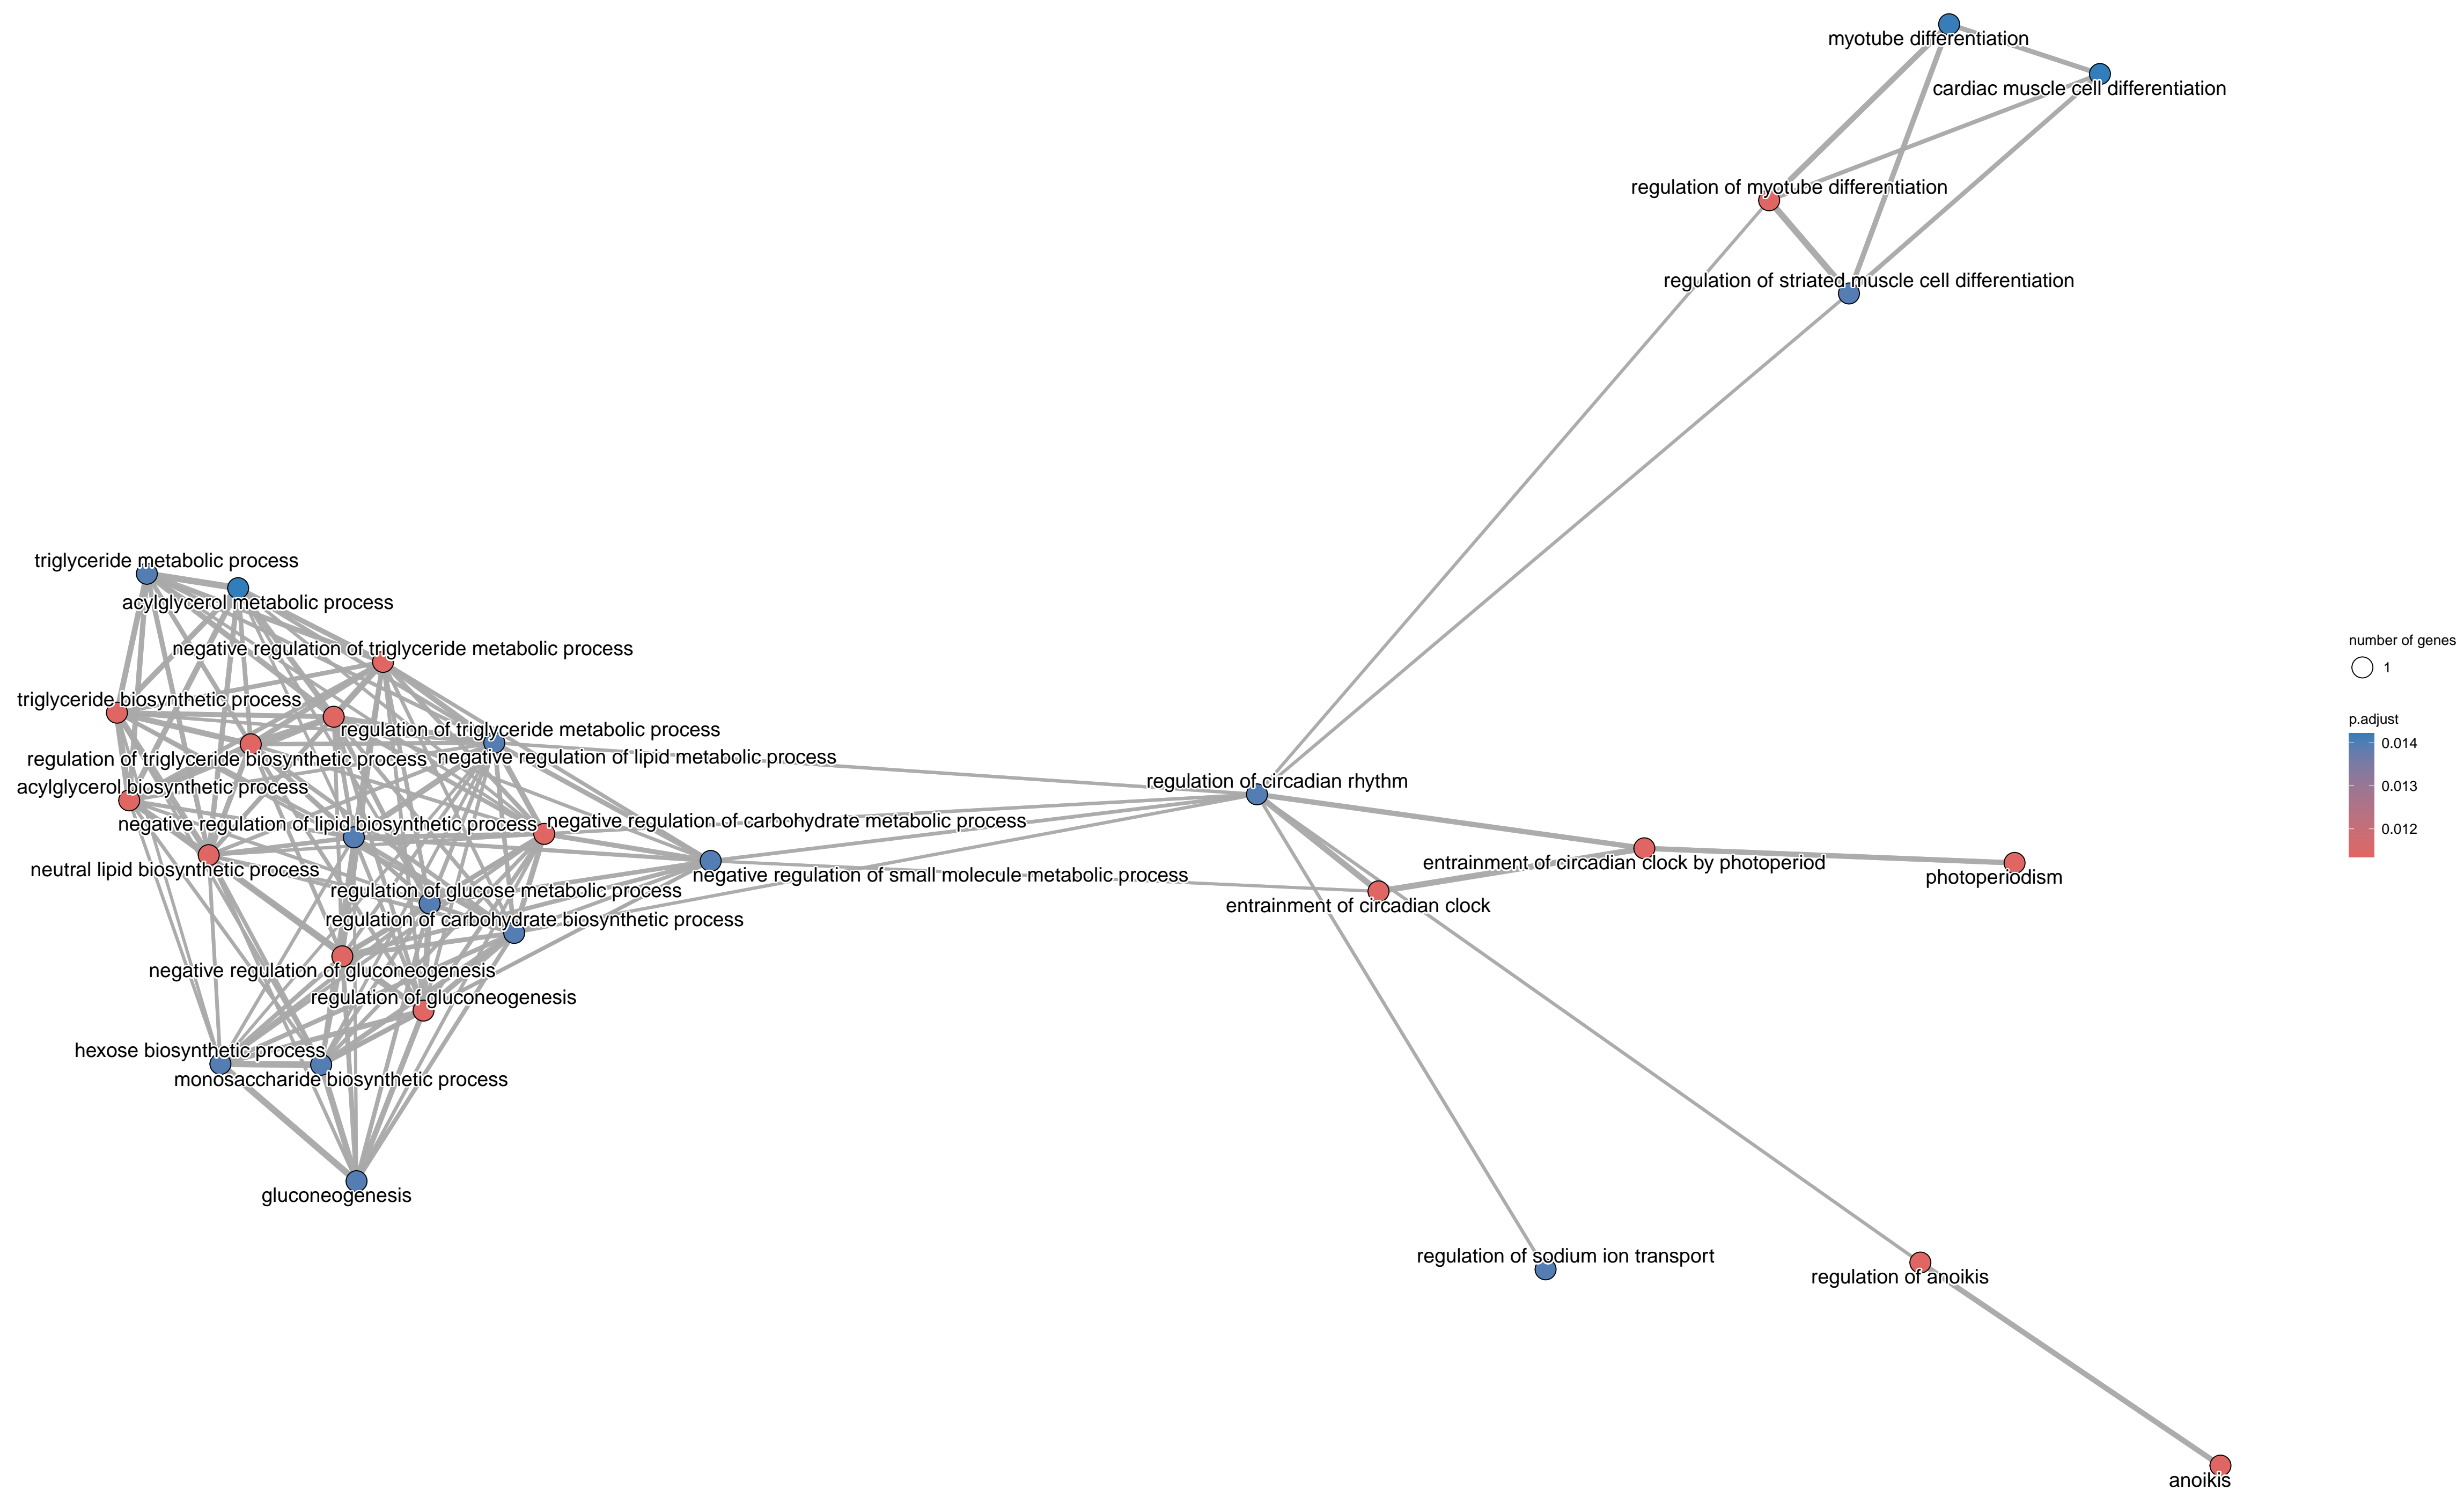 myotube differentiation
cardiac muscle cell differentiation
regulation of myotube differentiation
regulation of striated muscle cell differentiation
triglyceride metabolic process
acylglycerol metabolic process
negative regulation of triglyceride metabolic process
triglyceride biosynthetic process
regulation of triglyceride metabolic process
regulation of triglyceride biosynthetic process
negative regulation of lipid metabolic process
acylglycerol biosynthetic process
negative regulation of lipid biosynthetic process
negative regulation of carbohydrate metabolic process
neutral lipid biosynthetic process
negative regulation of small molecule metabolic process
regulation of glucose metabolic process
regulation of carbohydrate biosynthetic process
negative regulation of gluconeogenesis
regulation of gluconeogenesis
hexose biosynthetic process
monosaccharide biosynthetic process
gluconeogenesis
regulation of circadian rhythm
entrainment of circadian clock by photoperiod
photoperiodism
entrainment of circadian clock
regulation of sodium ion transport
regulation of anoikis
anoikis
number of genes
1
p.adjust
0.014
0.013
0.012